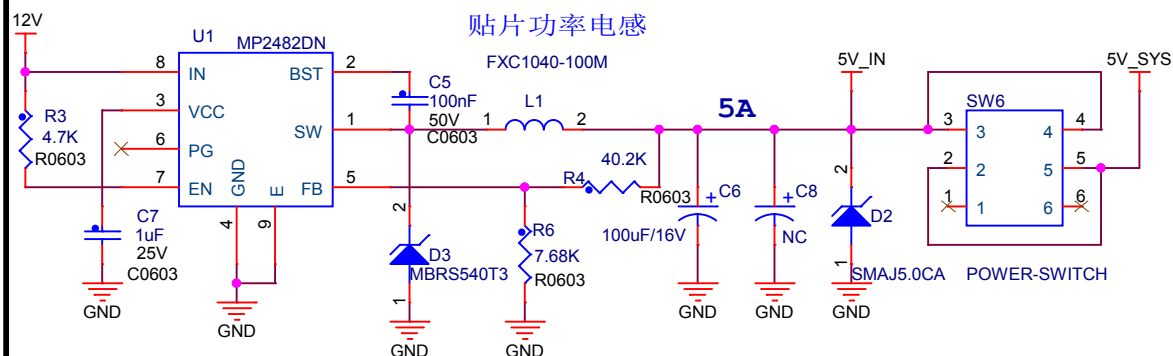 贴片功率电感
12V
U1
MP2482DN
FXC1040-100M
5V_IN
5V_SYS
8
IN
BST
2
C5
100nF
50V
C0603
L1
5A
SW6
R3
4.7K
R0603
3
VCC
SW
1
1
2
3
3
4
4
6
PG
40.2K
2
2
5
5
7
EN
GND
E
FB
5
R4
R0603
2
1
1
6
6
C7
1uF
25V
C0603
4
9
2
R6
7.68K
R0603
C6
100uF/16V
C8
NC
D2
D3
MBRS540T3
1
1
SMAJ5.0CA
POWER-SWITCH
GND
GND
GND
GND
GND
GND
GND